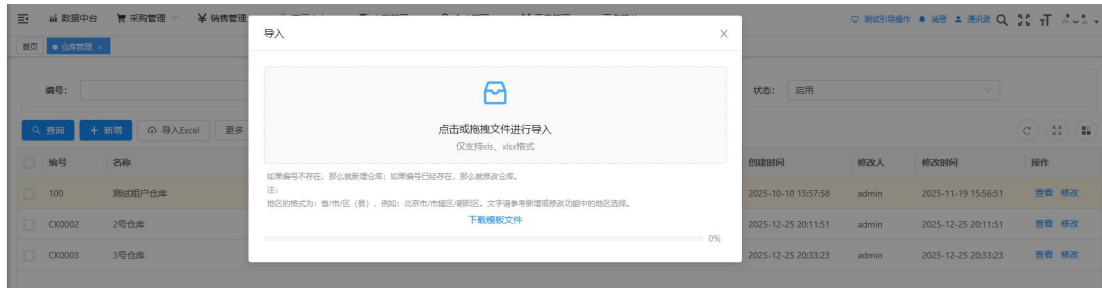 数据中台 采购管理 销售管理 测试引导操作 消息 通讯录
首页 仓库管理 ×
导入
编号: 状态: 启用
点击或拖拽文件进行导入
仅支持xls、xlsx格式
查询 + 新增 导入Excel 更多
编号 名称 创建时间 修改人 修改时间 操作
如果编号不存在，那么就新增仓库；如果编号已经存在，那么就修改仓库。
注：
地区的格式为：省/市/区（县），例如：北京市/市辖区/朝阳区。文字请参考新增或修改功能中的地区选择。
下载模板文件
0%
100 测试租户仓库 2025-10-10 15:57:58 admin 2025-11-19 15:56:51 查看 修改
CK0002 2号仓库 2025-12-25 20:11:51 admin 2025-12-25 20:11:51 查看 修改
CK0003 3号仓库 2025-12-25 20:33:23 admin 2025-12-25 20:33:23 查看 修改